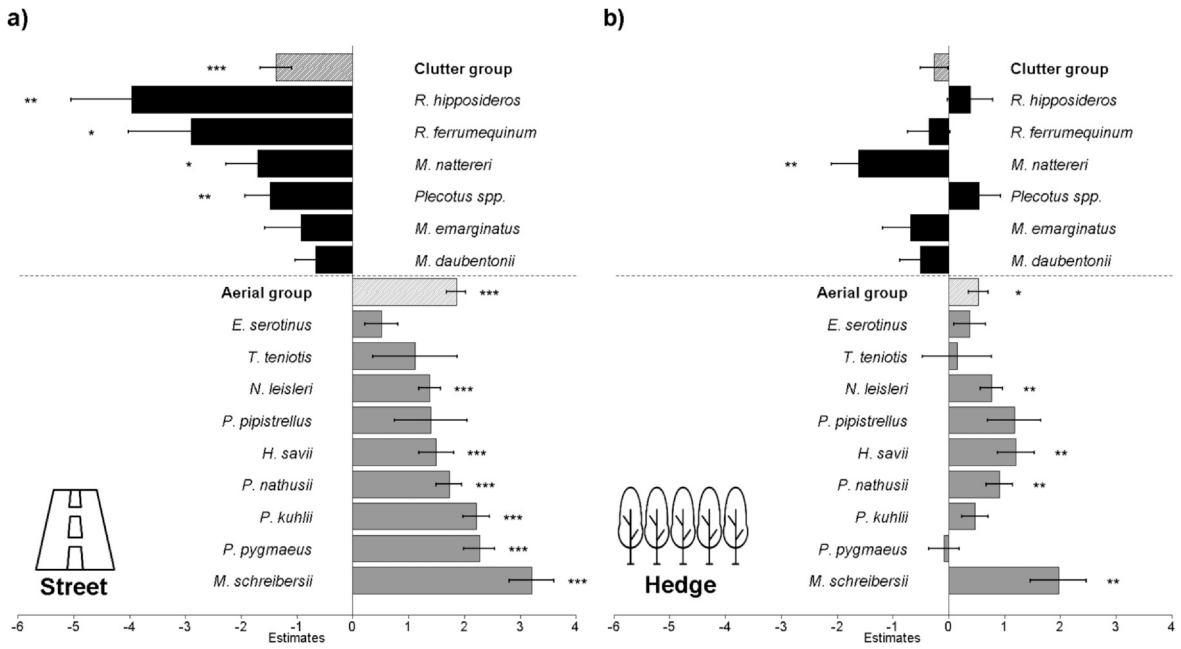 a)
*** Clutter group
** R. hipposideros
* R. ferrumequinum
* M. nattereri
** Plecotus spp.
M. emarginatus
M. daubentonii
Aerial group ***
E. serotinus
T. teniotis
N. leisleri ***
P. pipistrellus
H. savii ***
P. nathusii ***
P. kuhlii ***
P. pygmaeus ***
M. schreibersii ***
Street
-6 -5 -4 -3 -2 -1 0 1 2 3 4
Estimates
b)
Clutter group
R. hipposideros
R. ferrumequinum
** M. nattereri
Plecotus spp.
M. emarginatus
M. daubentonii
Aerial group *
E. serotinus
T. teniotis
N. leisleri **
P. pipistrellus
H. savii **
P. nathusii **
P. kuhlii
P. pygmaeus
M. schreibersii **
Hedge
-6 -5 -4 -3 -2 -1 0 1 2 3 4
Estimates